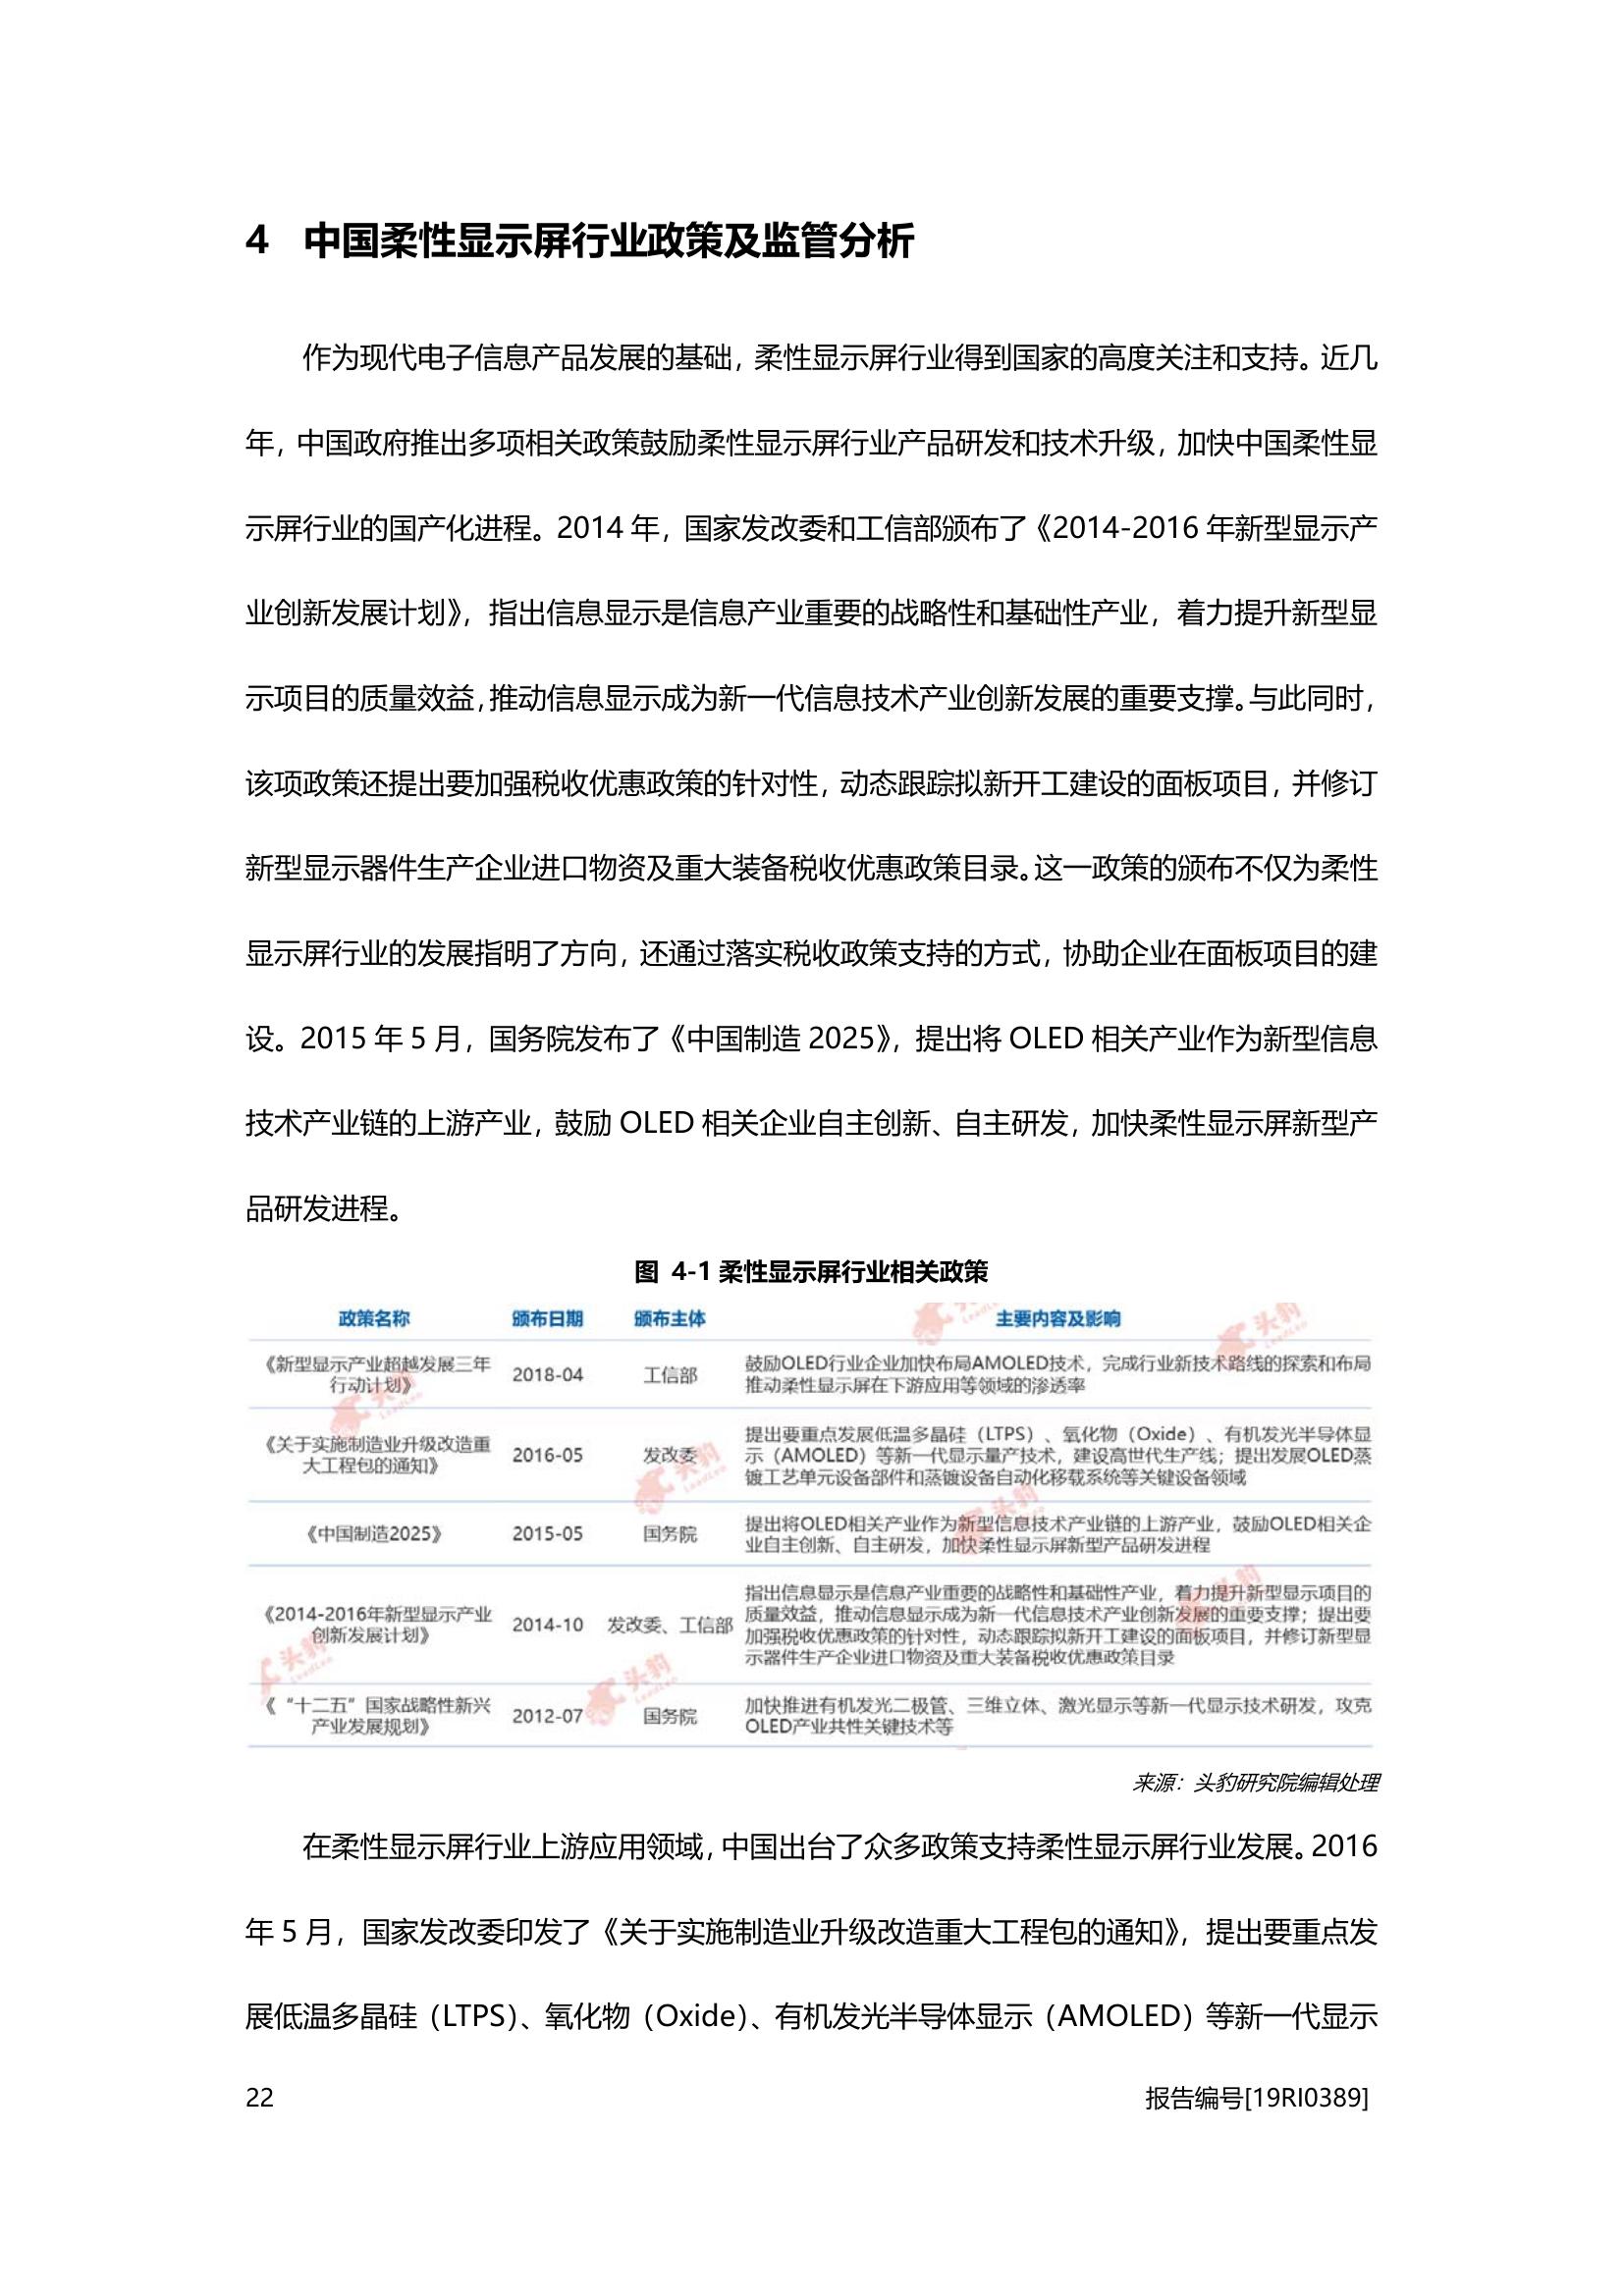 4 中国柔性显示屏行业政策及监管分析
作为现代电子信息产品发展的基础，柔性显示屏行业得到国家的高度关注和支持。近几
年，中国政府推出多项相关政策鼓励柔性显示屏行业产品研发和技术升级，加快中国柔性显
示屏行业的国产化进程。2014 年，国家发改委和工信部颁布了《2014-2016 年新型显示产
业创新发展计划》，指出信息显示是信息产业重要的战略性和基础性产业，着力提升新型显
示项目的质量效益，推动信息显示成为新一代信息技术产业创新发展的重要支撑。与此同时，
该项政策还提出要加强税收优惠政策的针对性，动态跟踪拟新开工建设的面板项目，并修订
新型显示器件生产企业进口物资及重大装备税收优惠政策目录。这一政策的颁布不仅为柔性
显示屏行业的发展指明了方向，还通过落实税收政策支持的方式，协助企业在面板项目的建
设。2015 年 5 月，国务院发布了《中国制造 2025》，提出将 OLED 相关产业作为新型信息
技术产业链的上游产业，鼓励 OLED 相关企业自主创新、自主研发，加快柔性显示屏新型产
品研发进程。
图 4-1 柔性显示屏行业相关政策
政策名称 颁布日期 颁布主体 主要内容及影响
《新型显示产业超越发展三年
行动计划》
2018-04
工信部
鼓励OLED行业企业加快布局AMOLED技术，完成行业新技术路线的探索和布局
推动柔性显示屏在下游应用等领域的渗透率
《关于实施制造业升级改造重
大工程包的通知》
2016-05
发改委
提出要重点发展低温多晶硅（LTPS）、氧化物（Oxide）、有机发光半导体显
示（AMOLED）等新一代显示量产技术，建设高世代生产线；提出发展OLED蒸
镀工艺单元设备部件和蒸镀设备自动化移载系统等关键设备领域
《中国制造2025》
2015-05
国务院
提出将OLED相关产业作为新型信息技术产业链的上游产业，鼓励OLED相关企
业自主创新、自主研发，加快柔性显示屏新型产品研发进程
《2014-2016年新型显示产业
创新发展计划》
2014-10
发改委、工信部
指出信息显示是信息产业重要的战略性和基础性产业，着力提升新型显示项目的
质量效益，推动信息显示成为新一代信息技术产业创新发展的重要支撑；提出要
加强税收优惠政策的针对性，动态跟踪拟新开工建设的面板项目，并修订新型显
示器件生产企业进口物资及重大装备税收优惠政策目录
《“十二五”国家战略性新兴
产业发展规划》
2012-07
国务院
加快推进有机发光二极管、三维立体、激光显示等新一代显示技术研发，攻克
OLED产业共性关键技术等
来源：头豹研究院编辑处理
在柔性显示屏行业上游应用领域，中国出台了众多政策支持柔性显示屏行业发展。2016
年 5 月，国家发改委印发了《关于实施制造业升级改造重大工程包的通知》，提出要重点发
展低温多晶硅（LTPS）、氧化物（Oxide）、有机发光半导体显示（AMOLED）等新一代显示
22 报告编号[19RI0389]